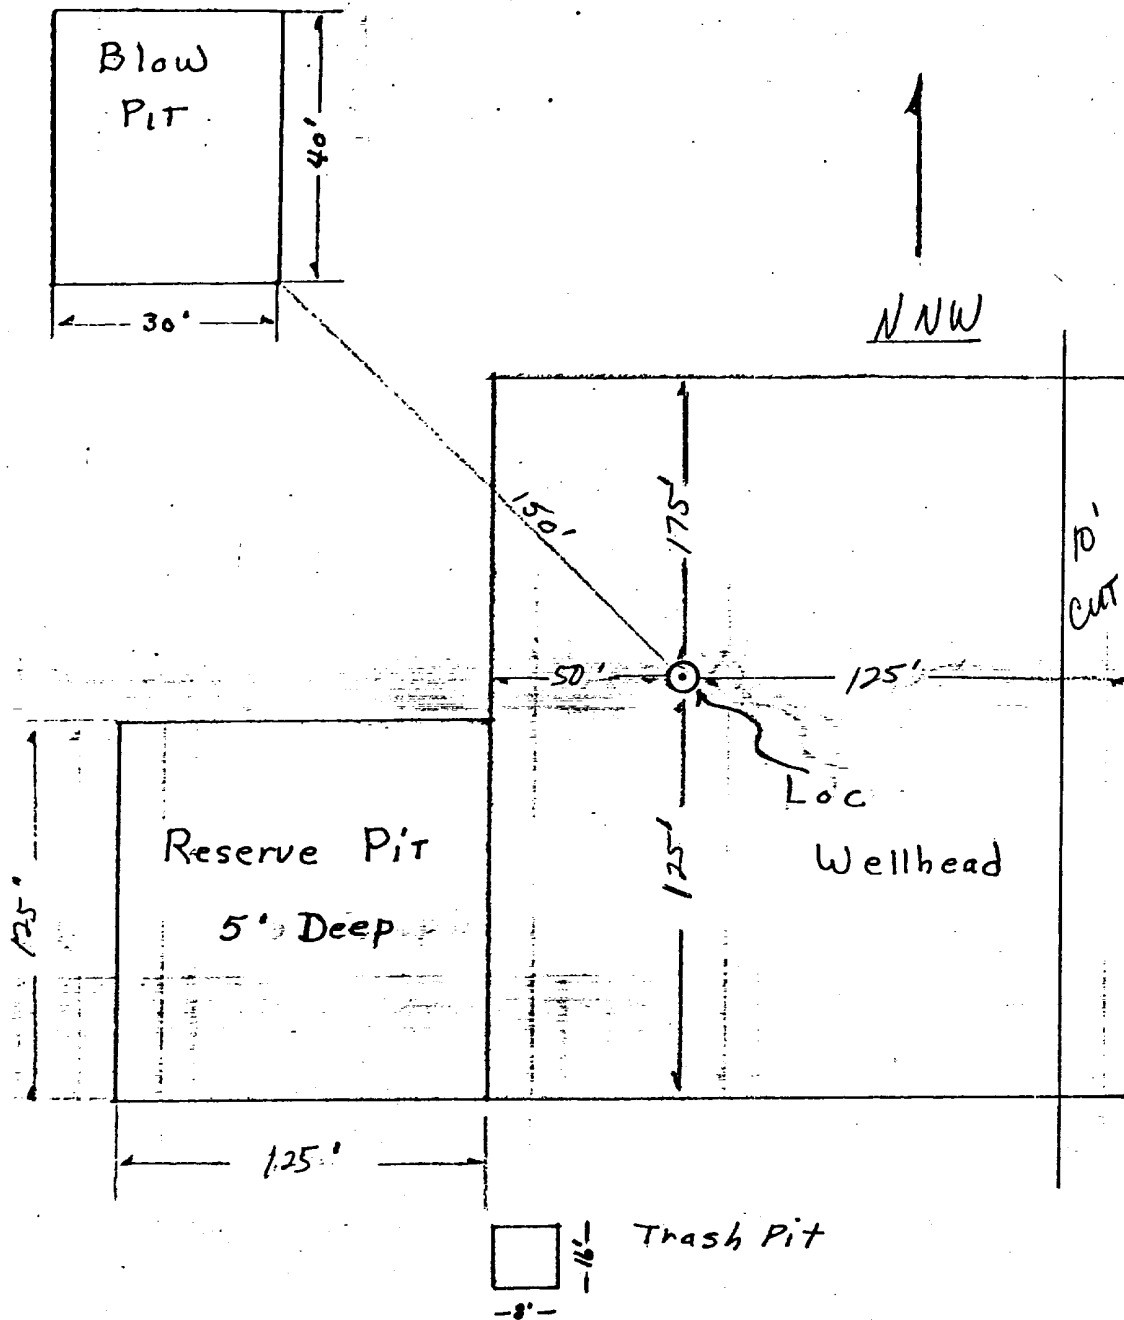 Blow
PIT
40'
30'
NNW
150'
175'
10'
CUT
50'
125'
Loc
Wellhead
125'
Reserve PiT
5' Deep
125'
125'
Trash Pit
16'
8'